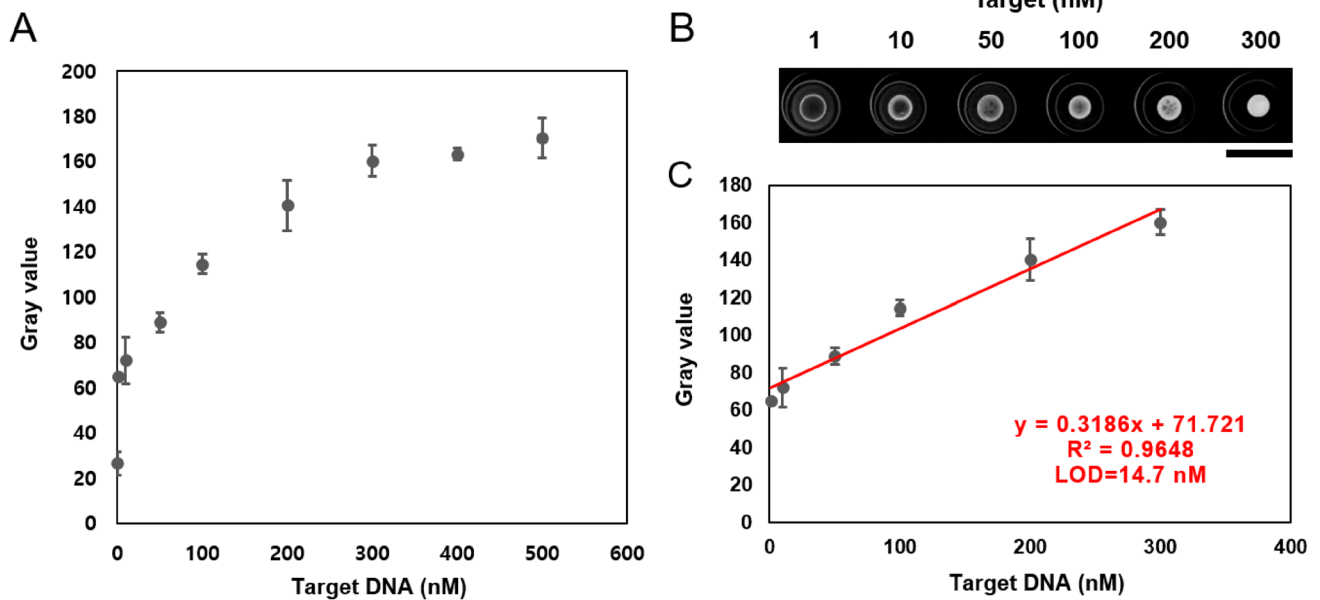 A
200
180
160
140
120
100
80
60
40
20
0
0 100 200 300 400 500 600
Gray value
Target DNA (nM)
B
Target (nM)
1 10 50 100 200 300
C
180
160
140
120
100
80
60
40
20
0
0 100 200 300 400
Gray value
Target DNA (nM)
y = 0.3186x + 71.721
R² = 0.9648
LOD=14.7 nM